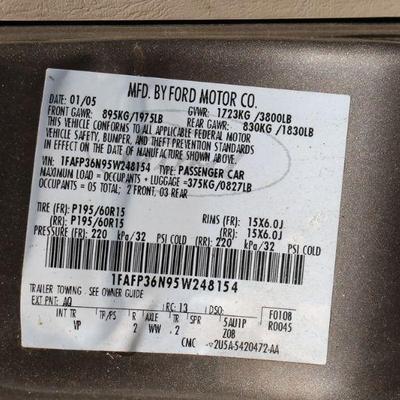 MFD. BY FORD MOTOR CO.
DATE: 01/05 GVWR: 1723KG /3800LB
FRONT GAWR: 895KG/1975LB REAR GAWR: 830KG /1830LB
THIS VEHICLE CONFORMS TO ALL APPLICABLE FEDERAL MOTOR
VEHICLE SAFETY, BUMPER, AND THEFT PREVENTION STANDARDS
IN EFFECT ON THE DATE OF MANUFACTURE SHOWN ABOVE.
VIN: 1FAFP36N95W248154 TYPE: PASSENGER CAR
MAXIMUM LOAD = OCCUPANTS + LUGGAGE = 375KG/0827LB
OCCUPANTS = 05 TOTAL: 2 FRONT, 03 REAR
TIRE (FR): P195/60R15 RIMS (FR): 15X6.0J
(RR): P195/60R15 (RR): 15X6.0J
PRESSURE (FR): 220 kPa/32 PSI COLD (RR): 220 kPa/32 PSI COLD
1FAFP36N95W248154
TRAILER TOWING - SEE OWNER GUIDE
EXT PNT: AQ RC: 13 DSO: F0108
INT TR TP/PS R AXLE TR SPR 5AU1P R0045
VP 2 WW 2 Z08
CMC 2U5A-5420472-AA